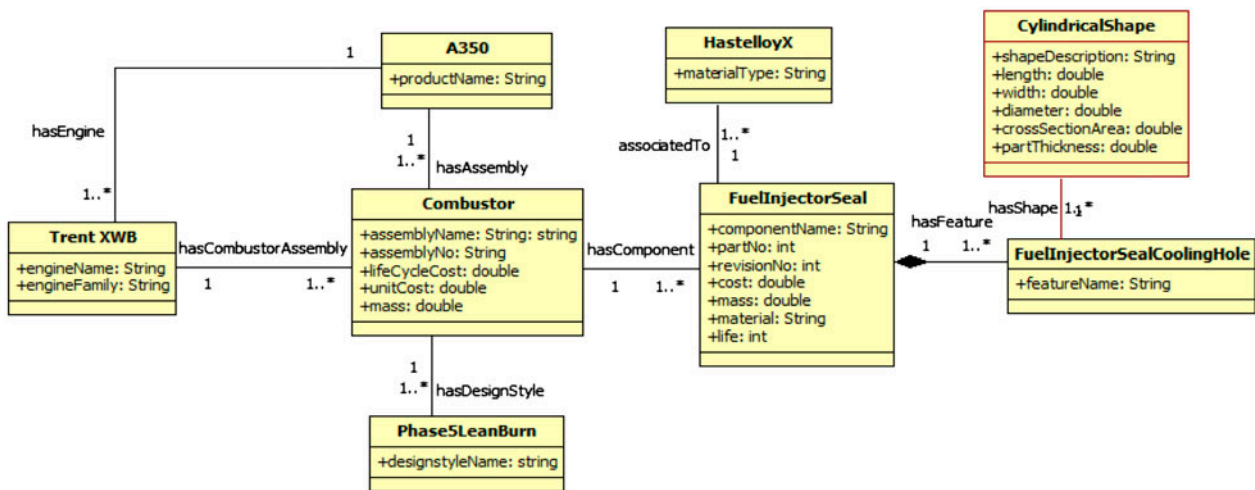 A350
+productName: String
HastelloyX
+materialType: String
CylindricalShape
+shapeDescription: String
+length: double
+width: double
+diameter: double
+crossSectionArea: double
+partThickness: double
1
hasEngine
1..*
1
1..*
hasAssembly
associatedTo
1..*
1
hasShape
1..*
1
Trent XWB
+engineName: String
+engineFamily: String
hasCombustorAssembly
1
1..*
Combustor
+assemblyName: String: string
+assemblyNo: String
+lifeCycleCost: double
+unitCost: double
+mass: double
hasComponent
1
1..*
FuelInjectorSeal
+componentName: String
+partNo: int
+revisionNo: int
+cost: double
+mass: double
+material: String
+life: int
hasFeature
1
1..*
FuelInjectorSealCoolingHole
+featureName: String
1
1..*
hasDesignStyle
Phase5LeanBurn
+designstyleName: string